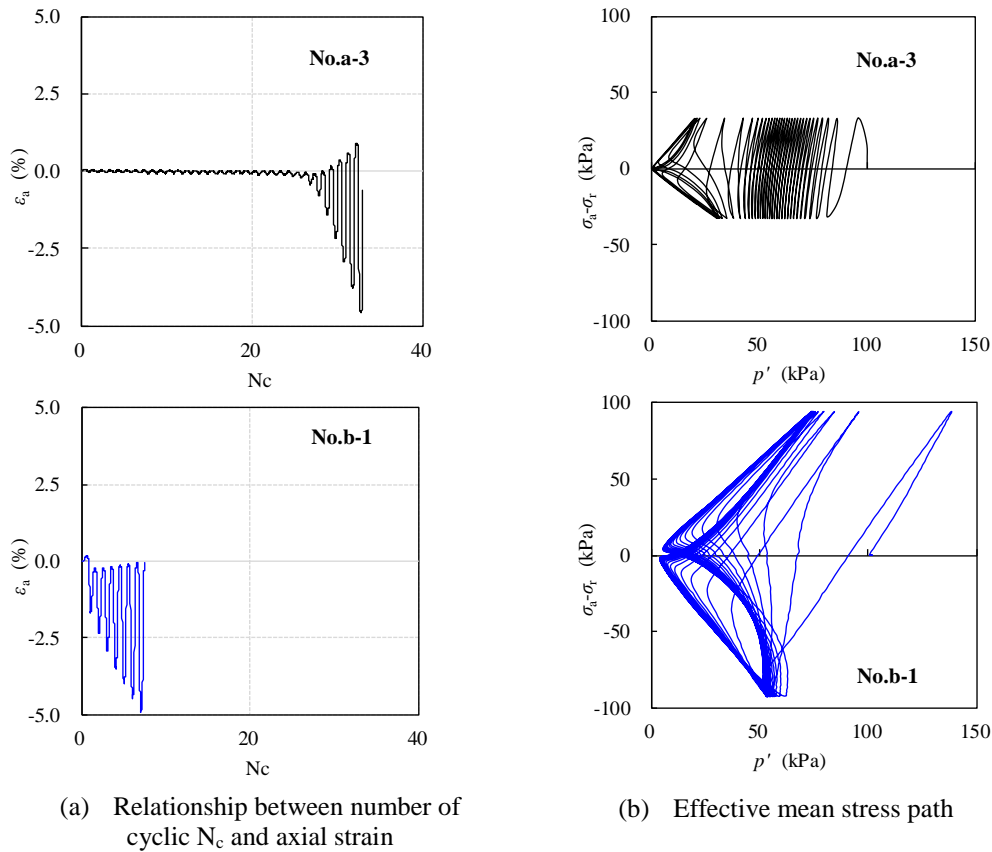 5.0
2.5
0.0
-2.5
-5.0
εa (%)
No.a-3
0 20 40
Nc
100
50
0
-50
-100
σa-σr (kPa)
No.a-3
0 50 100 150
p' (kPa)
5.0
2.5
0.0
-2.5
-5.0
εa (%)
No.b-1
0 20 40
Nc
100
50
0
-50
-100
σa-σr (kPa)
No.b-1
0 50 100 150
p' (kPa)
(a) Relationship between number of
cyclic Nc and axial strain
(b) Effective mean stress path